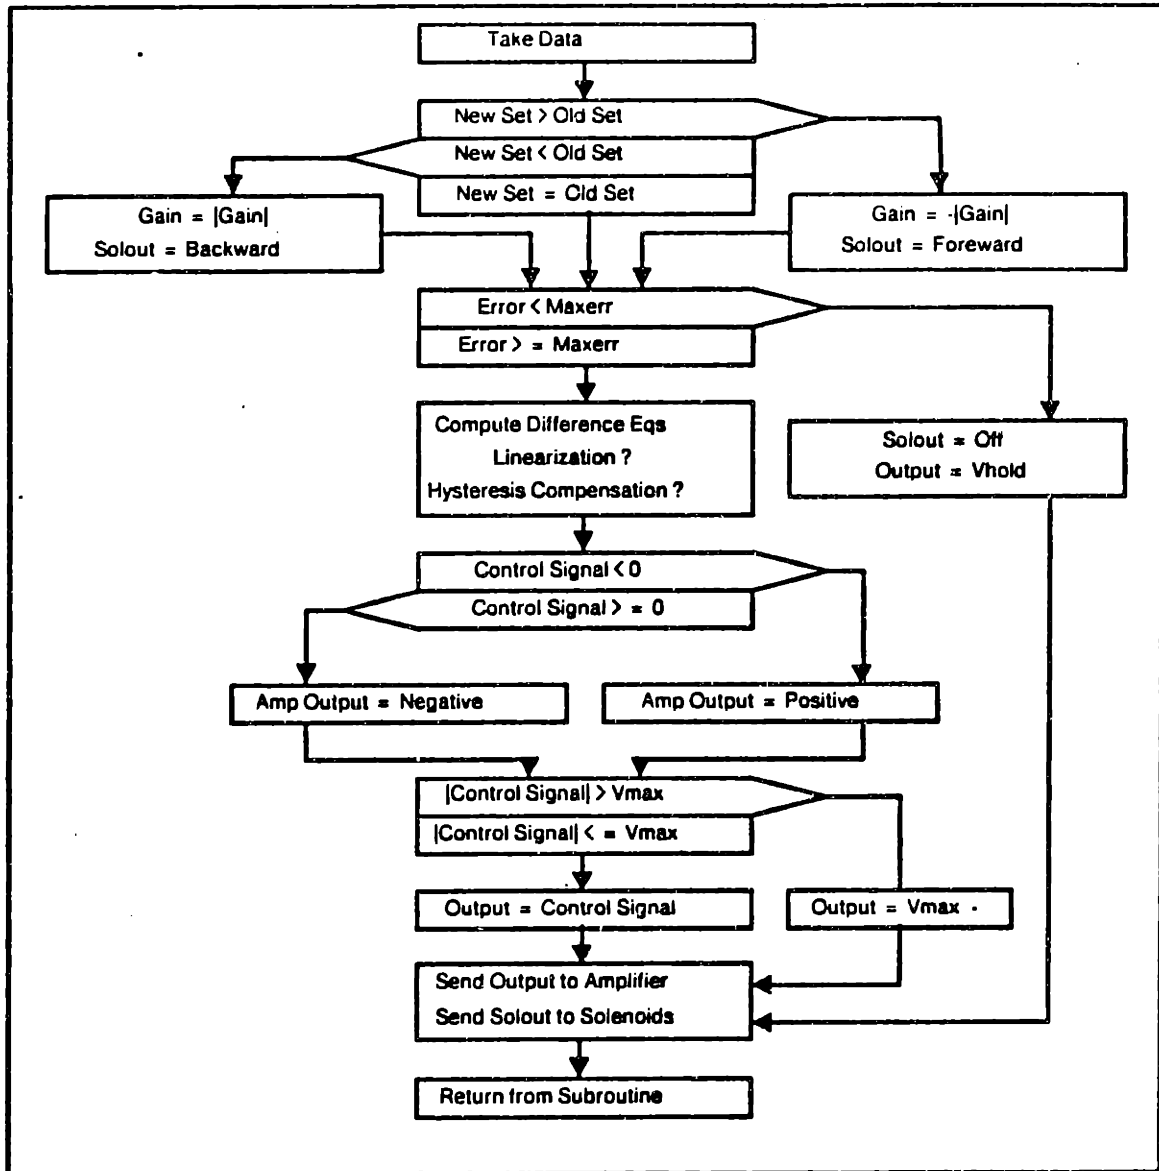 Take Data
New Set > Old Set
New Set < Old Set
New Set = Old Set
Gain = |Gain|
Solout = Backward
Gain = -|Gain|
Solout = Foreward
Error < Maxerr
Error > = Maxerr
Compute Difference Eqs
Linearization ?
Hysteresis Compensation ?
Solout = Off
Output = Vhold
Control Signal < 0
Control Signal > = 0
Amp Output = Negative
Amp Output = Positive
|Control Signal| > Vmax
|Control Signal| < = Vmax
Output = Control Signal
Output = Vmax
Send Output to Amplifier
Send Solout to Solenoids
Return from Subroutine